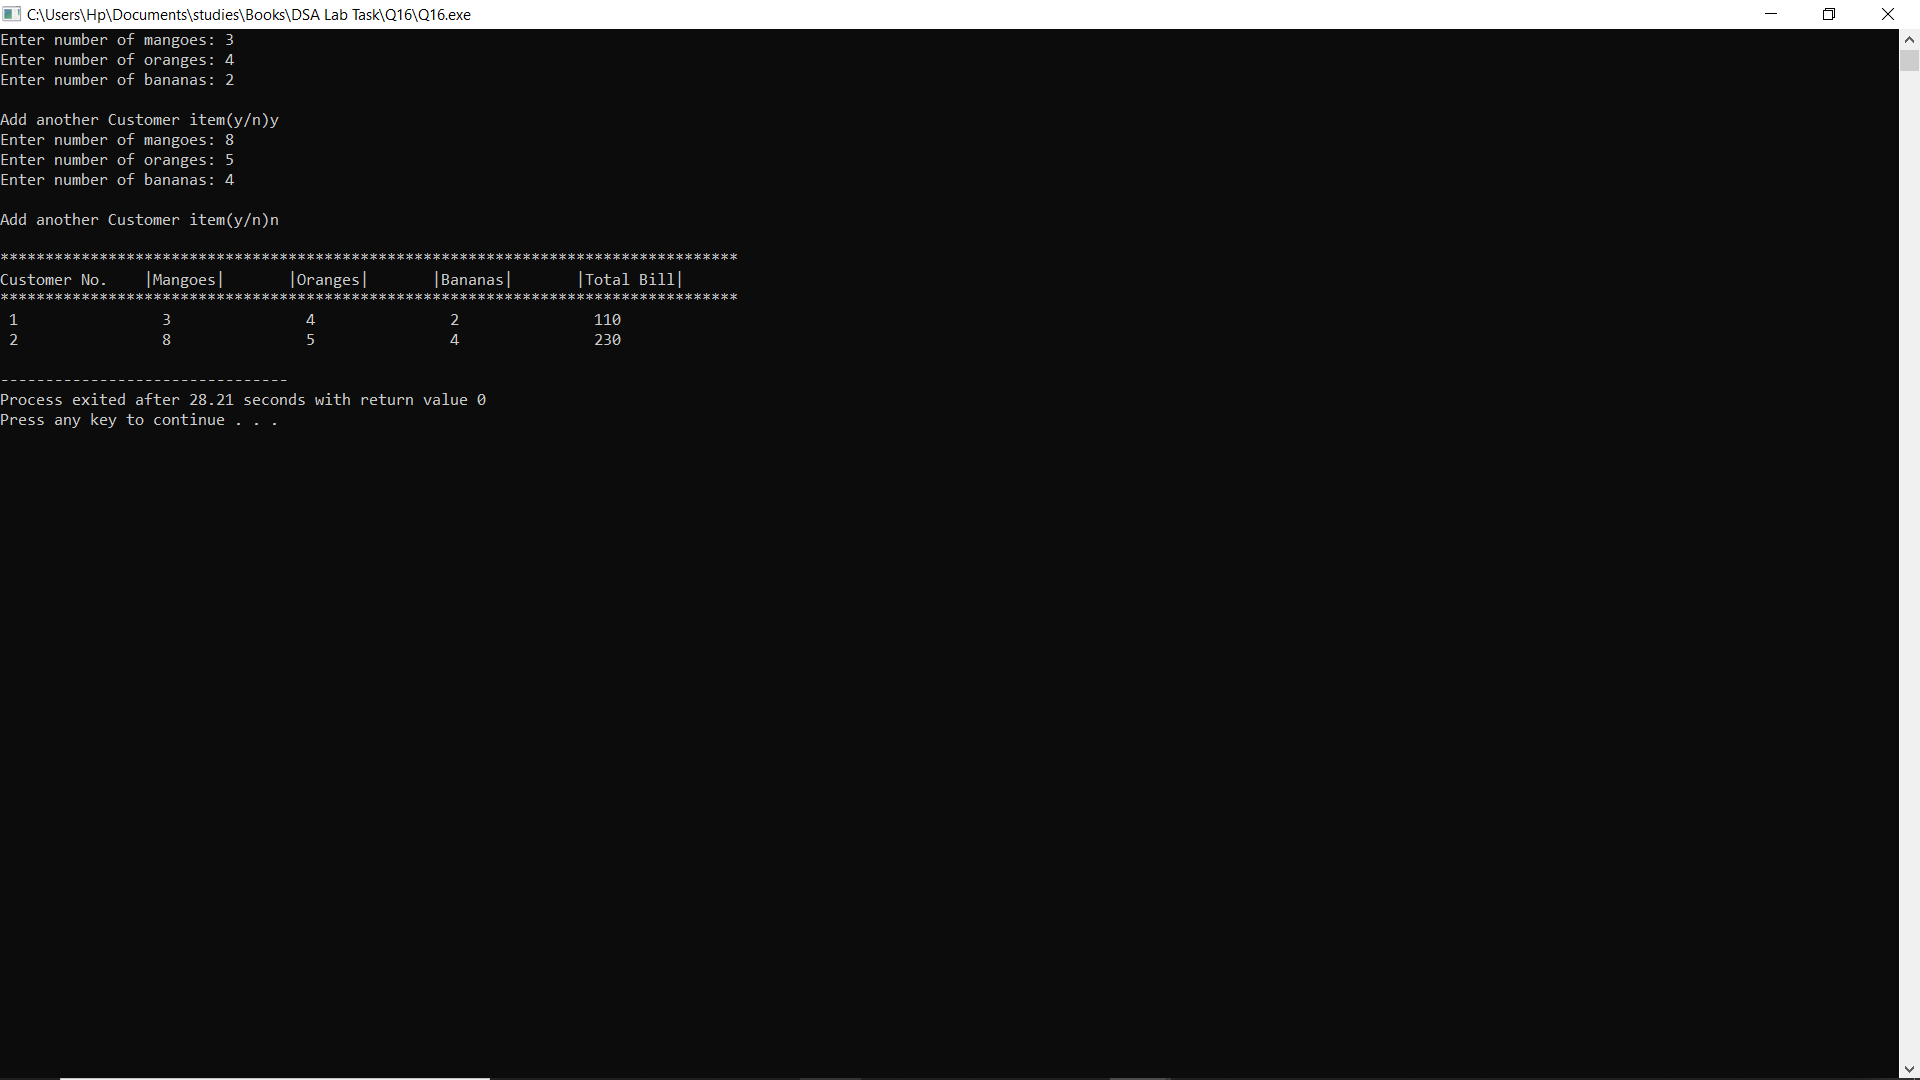 C:\Users\Hp\Documents\studies\Books\DSA Lab Task\Q16\Q16.exe
Enter number of mangoes: 3
Enter number of oranges: 4
Enter number of bananas: 2
Add another Customer item(y/n)y
Enter number of mangoes: 8
Enter number of oranges: 5
Enter number of bananas: 4
Add another Customer item(y/n)n
**********************************************************************************
Customer No.    |Mangoes|       |Oranges|       |Bananas|       |Total Bill|
**********************************************************************************
 1                3               4               2               110
 2                8               5               4               230
--------------------------------
Process exited after 28.21 seconds with return value 0
Press any key to continue . . .